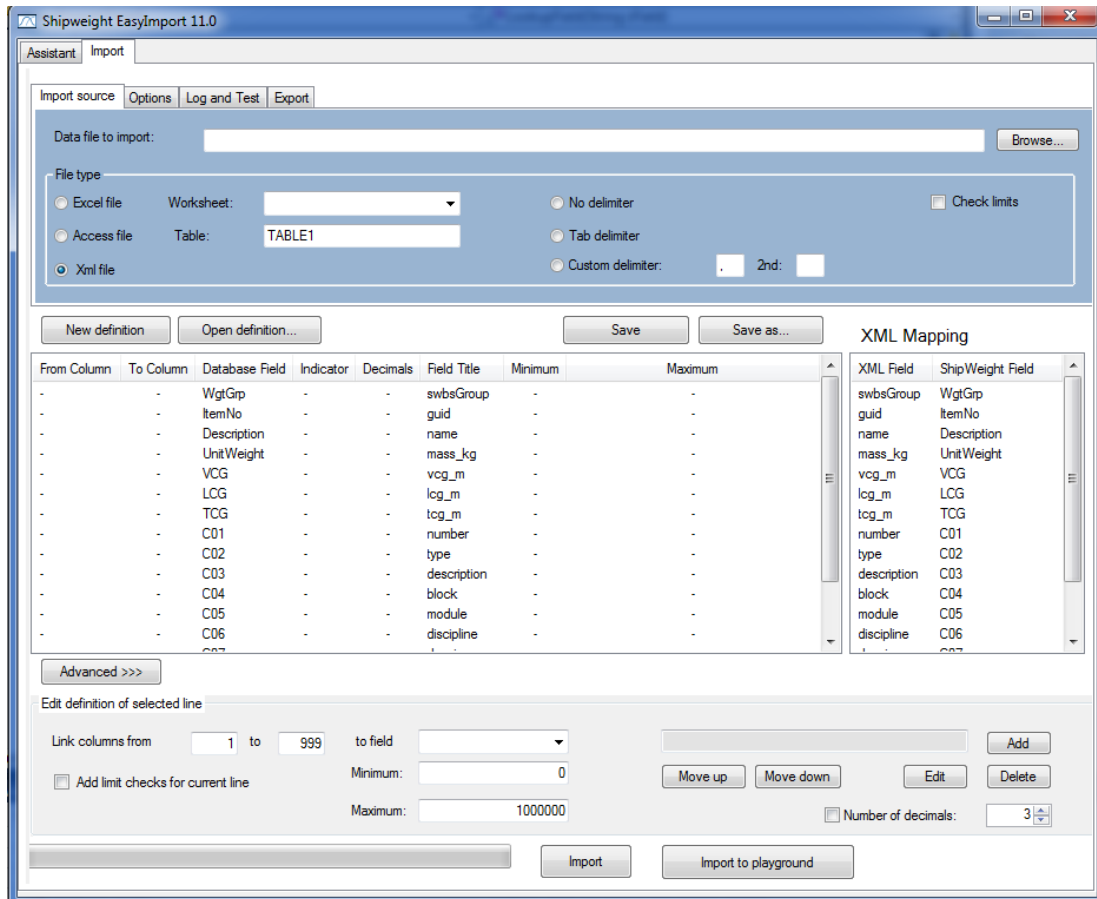 Shipweight EasyImport 11.0
Assistant Import
Import source Options Log and Test Export
Data file to import: Browse...
File type
Excel file Worksheet: No delimiter Check limits
Access file Table: TABLE1 Tab delimiter
Xml file Custom delimiter: , 2nd:
New definition Open definition... Save Save as... XML Mapping
From Column To Column Database Field Indicator Decimals Field Title Minimum Maximum XML Field ShipWeight Field
- - WgtGrp - - swbsGroup - - swbsGroup WgtGrp
- - ItemNo - - guid - - guid ItemNo
- - Description - - name - - name Description
- - UnitWeight - - mass_kg - - mass_kg UnitWeight
- - VCG - - vcg_m - - vcg_m VCG
- - LCG - - lcg_m - - lcg_m LCG
- - TCG - - tcg_m - - tcg_m TCG
- - C01 - - number - - number C01
- - C02 - - type - - type C02
- - C03 - - description - - description C03
- - C04 - - block - - block C04
- - C05 - - module - - module C05
- - C06 - - discipline - - discipline C06
Advanced >>>
Edit definition of selected line
Link columns from 1 to 999 to field Add
Add limit checks for current line Minimum: 0 Move up Move down Edit Delete
Maximum: 1000000 Number of decimals: 3
Import Import to playground